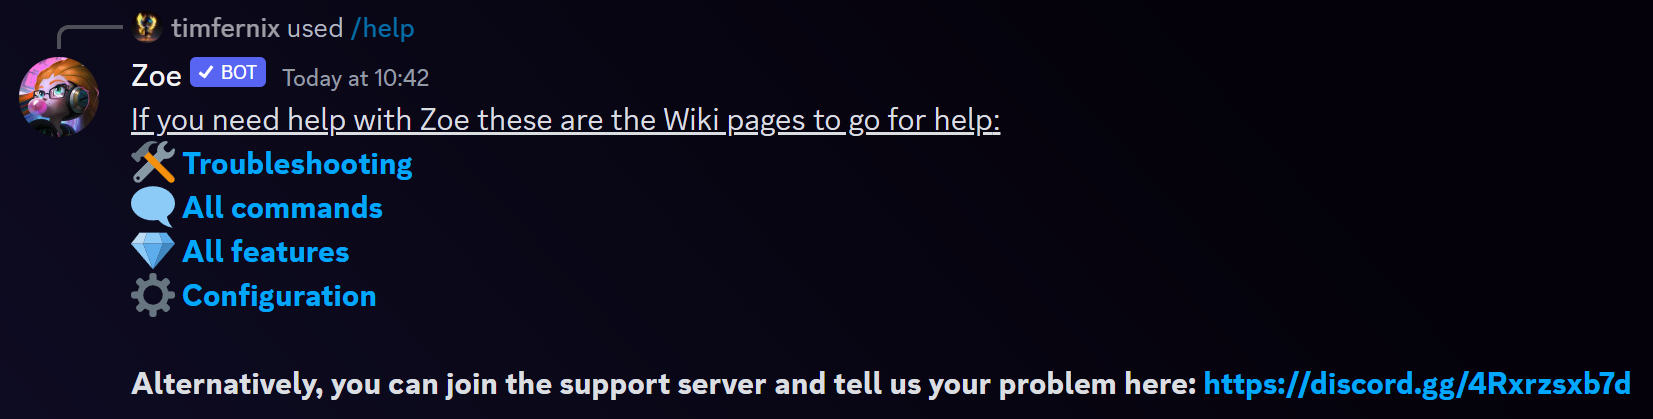 timfernix used /help
Zoe BOT Today at 10:42
If you need help with Zoe these are the Wiki pages to go for help:
Troubleshooting
All commands
All features
Configuration
Alternatively, you can join the support server and tell us your problem here: https://discord.gg/4Rxrzsxb7d